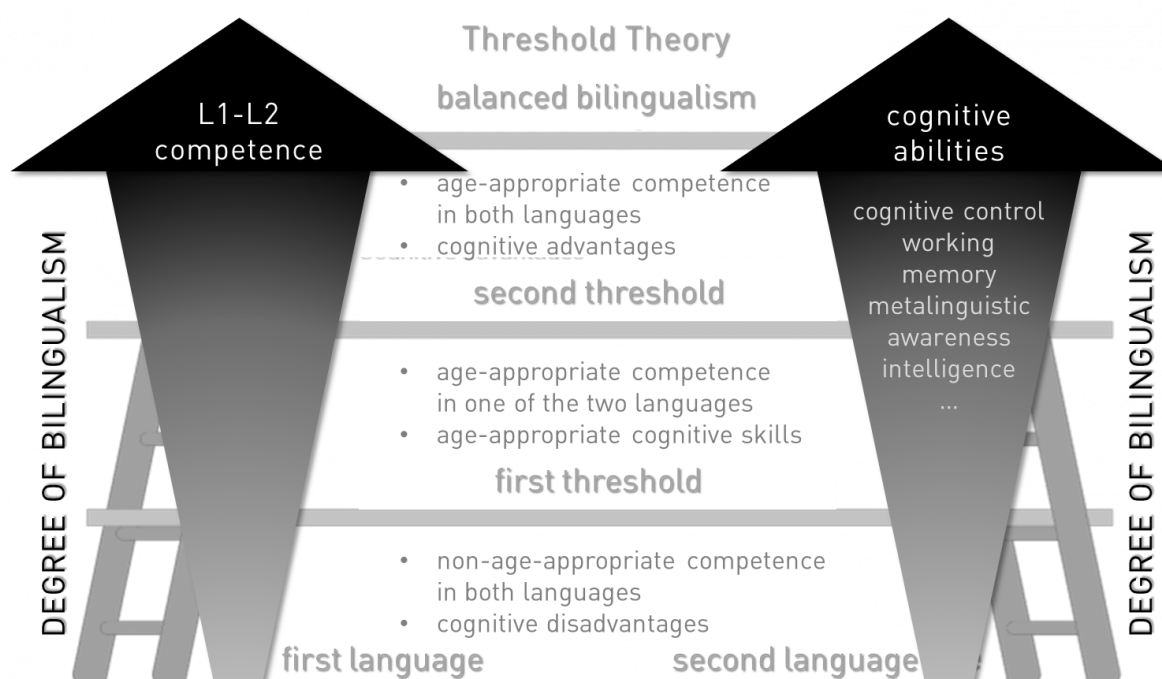 Threshold Theory
balanced bilingualism
L1-L2
competence
cognitive
abilities
• age-appropriate competence
in both languages
• cognitive advantages
cognitive control
working
memory
metalinguistic
awareness
intelligence
...
DEGREE OF BILINGUALISM
DEGREE OF BILINGUALISM
second threshold
• age-appropriate competence
in one of the two languages
• age-appropriate cognitive skills
first threshold
• non-age-appropriate competence
in both languages
• cognitive disadvantages
first language
second language